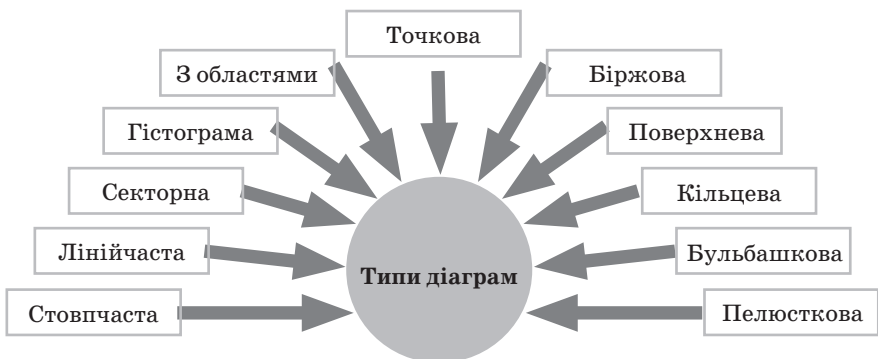 Точкова
З областями
Біржова
Гістограма
Поверхнева
Секторна
Кільцева
Лінійчаста
Бульбашкова
Типи діаграм
Стовпчаста
Пелюсткова